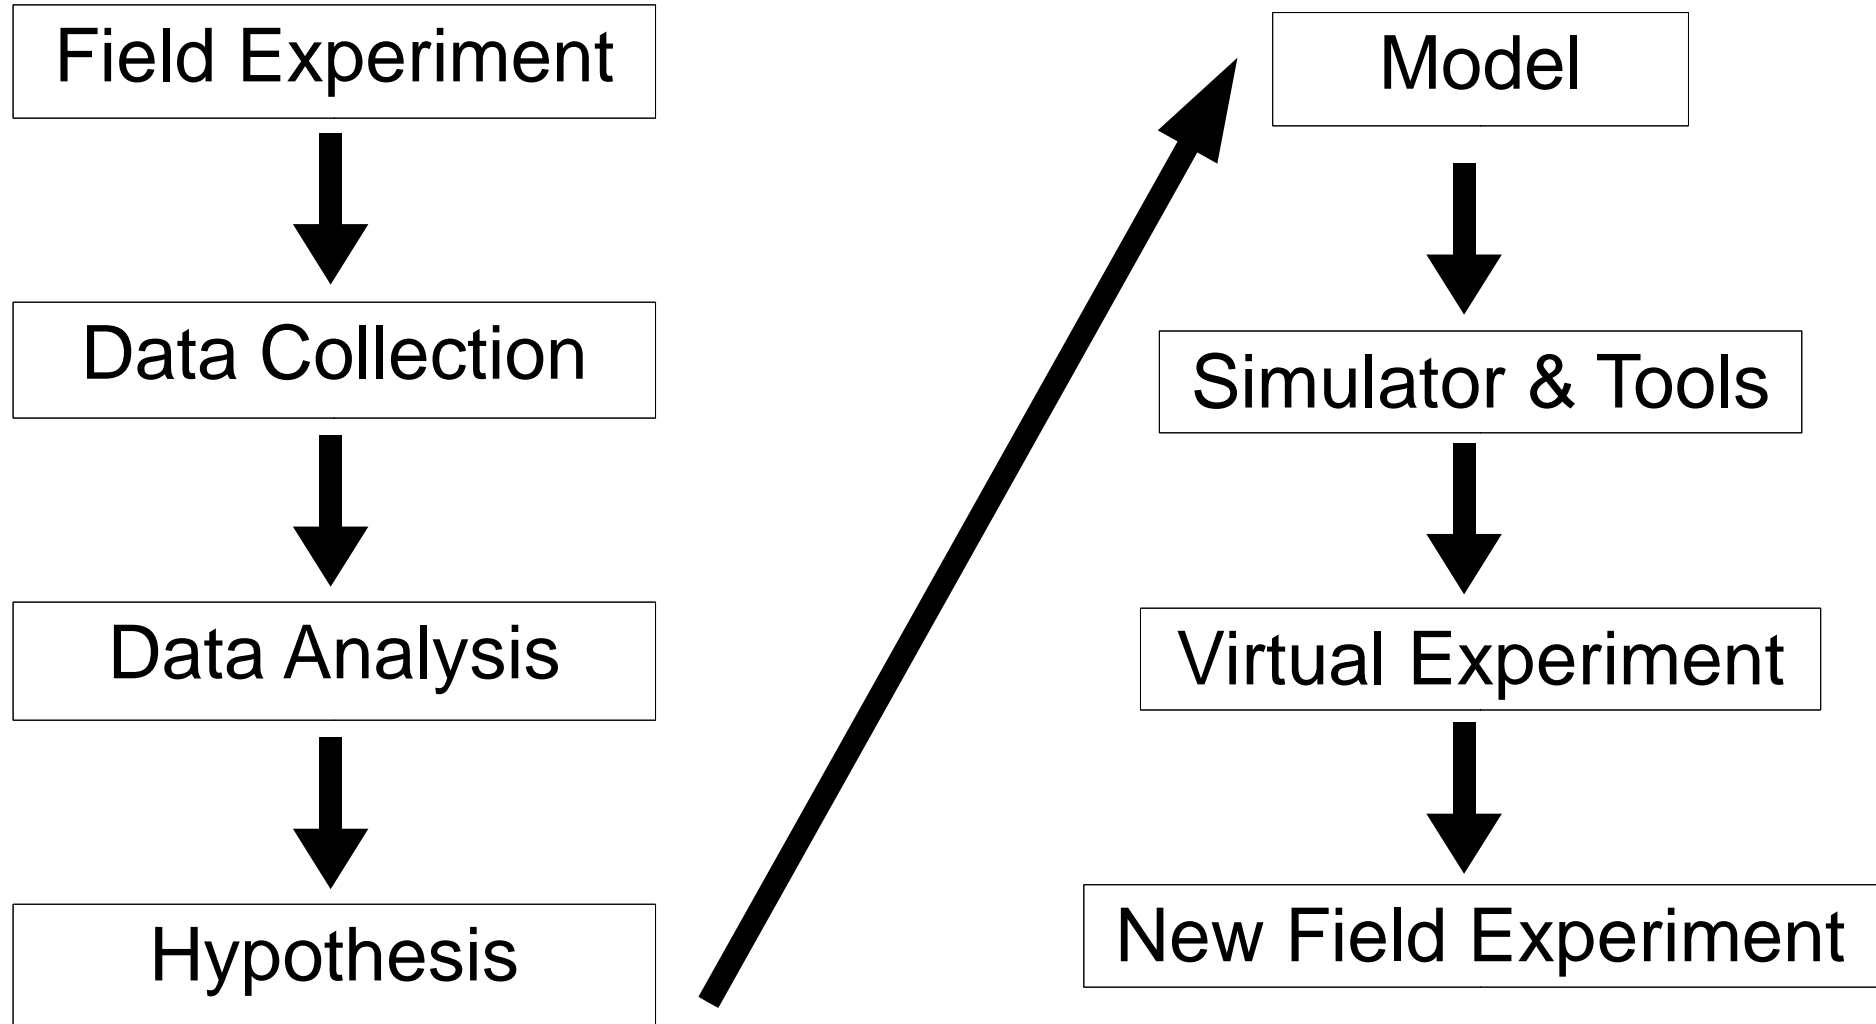 Field Experiment
Data Collection
Data Analysis
Hypothesis
Model
Simulator & Tools
Virtual Experiment
New Field Experiment